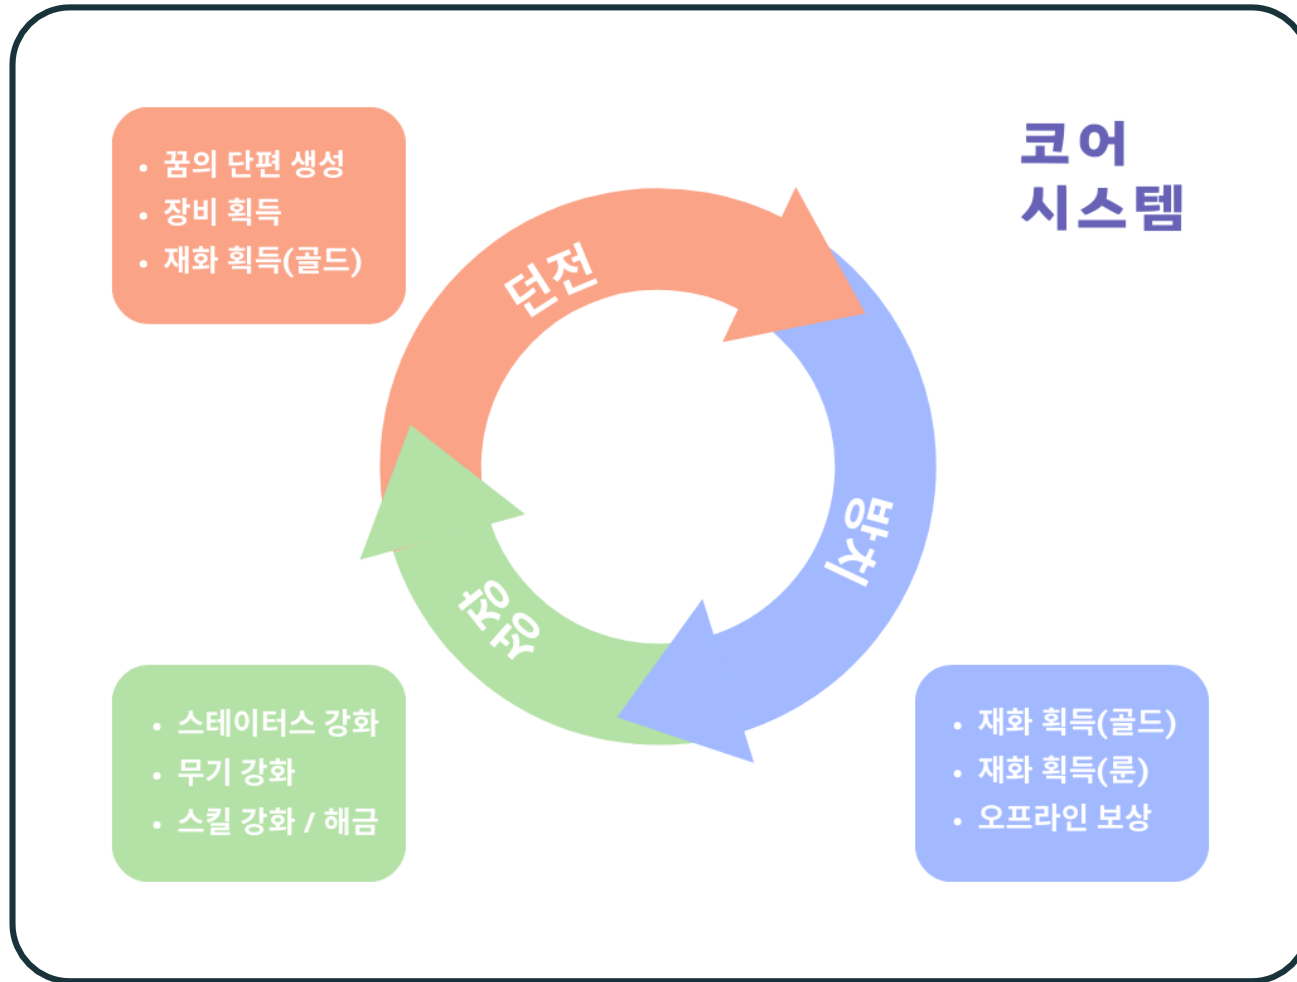 코어
시스템
• 꿈의 단편 생성
• 장비 획득
• 재화 획득(골드)
던전
방치
성장
• 스테이터스 강화
• 무기 강화
• 스킬 강화 / 해금
• 재화 획득(골드)
• 재화 획득(룬)
• 오프라인 보상